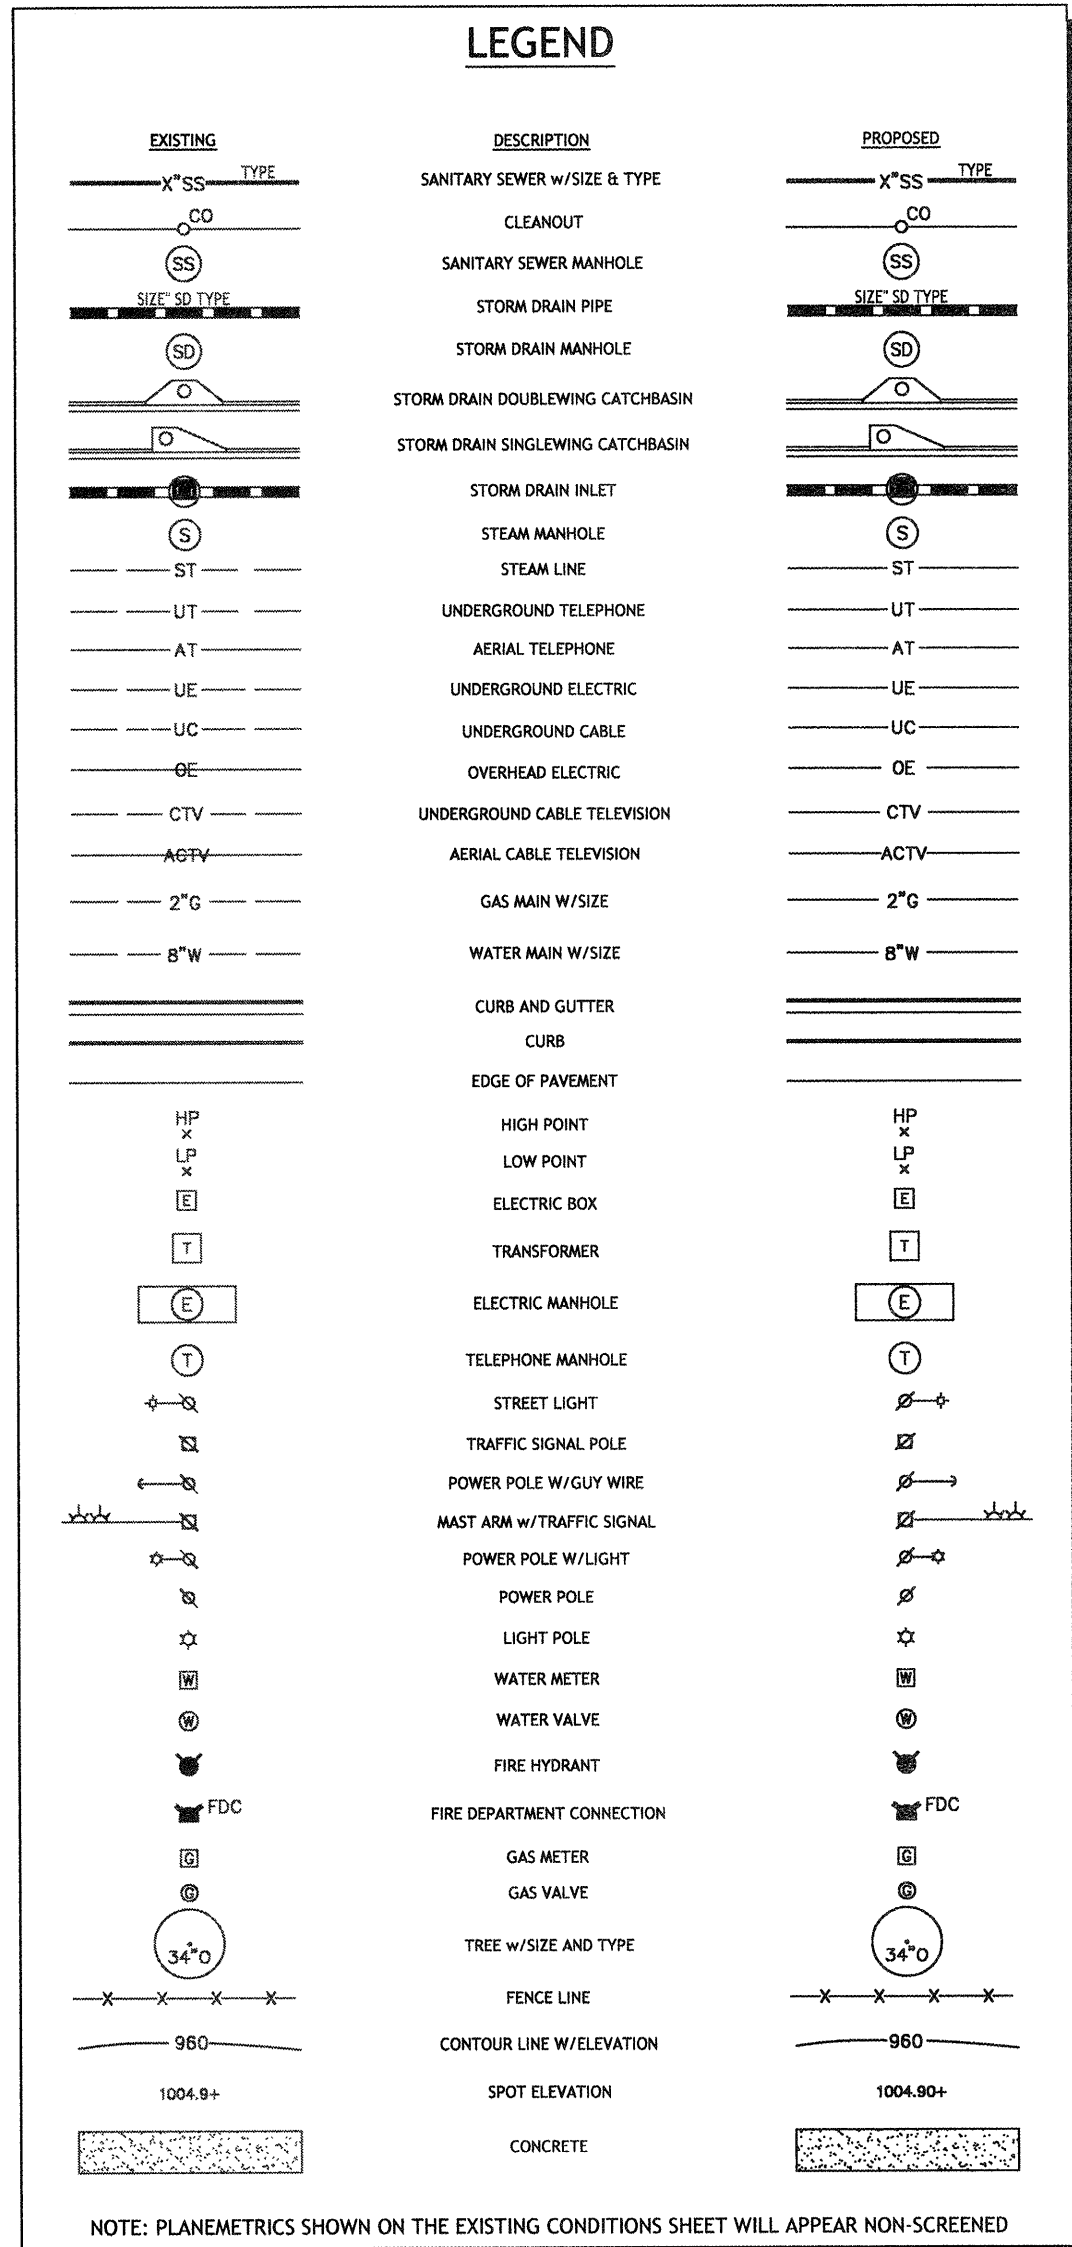 LEGEND
EXISTING DESCRIPTION PROPOSED
X"SS TYPE SANITARY SEWER w/SIZE & TYPE X"SS TYPE
CO CLEANOUT CO
SS SANITARY SEWER MANHOLE SS
SIZE" SD TYPE STORM DRAIN PIPE SIZE" SD TYPE
SD STORM DRAIN MANHOLE SD
STORM DRAIN DOUBLEWING CATCHBASIN
STORM DRAIN SINGLEWING CATCHBASIN
STORM DRAIN INLET
S STEAM MANHOLE S
ST STEAM LINE ST
UT UNDERGROUND TELEPHONE UT
AT AERIAL TELEPHONE AT
UE UNDERGROUND ELECTRIC UE
UC UNDERGROUND CABLE UC
OE OVERHEAD ELECTRIC OE
CTV UNDERGROUND CABLE TELEVISION CTV
ACTV AERIAL CABLE TELEVISION ACTV
2"G GAS MAIN W/SIZE 2"G
8"W WATER MAIN W/SIZE 8"W
CURB AND GUTTER
CURB
EDGE OF PAVEMENT
HP HIGH POINT HP
LP LOW POINT LP
E ELECTRIC BOX E
T TRANSFORMER T
E ELECTRIC MANHOLE E
T TELEPHONE MANHOLE T
STREET LIGHT
TRAFFIC SIGNAL POLE
POWER POLE W/GUY WIRE
MAST ARM w/TRAFFIC SIGNAL
POWER POLE W/LIGHT
POWER POLE
LIGHT POLE
W WATER METER W
W WATER VALVE W
FIRE HYDRANT
FDC FIRE DEPARTMENT CONNECTION FDC
G GAS METER G
G GAS VALVE G
34"O TREE w/SIZE AND TYPE 34"O
X X X X FENCE LINE X X X X
960 CONTOUR LINE W/ELEVATION 960
1004.9+ SPOT ELEVATION 1004.90+
CONCRETE
NOTE: PLANEMETRICS SHOWN ON THE EXISTING CONDITIONS SHEET WILL APPEAR NON-SCREENED